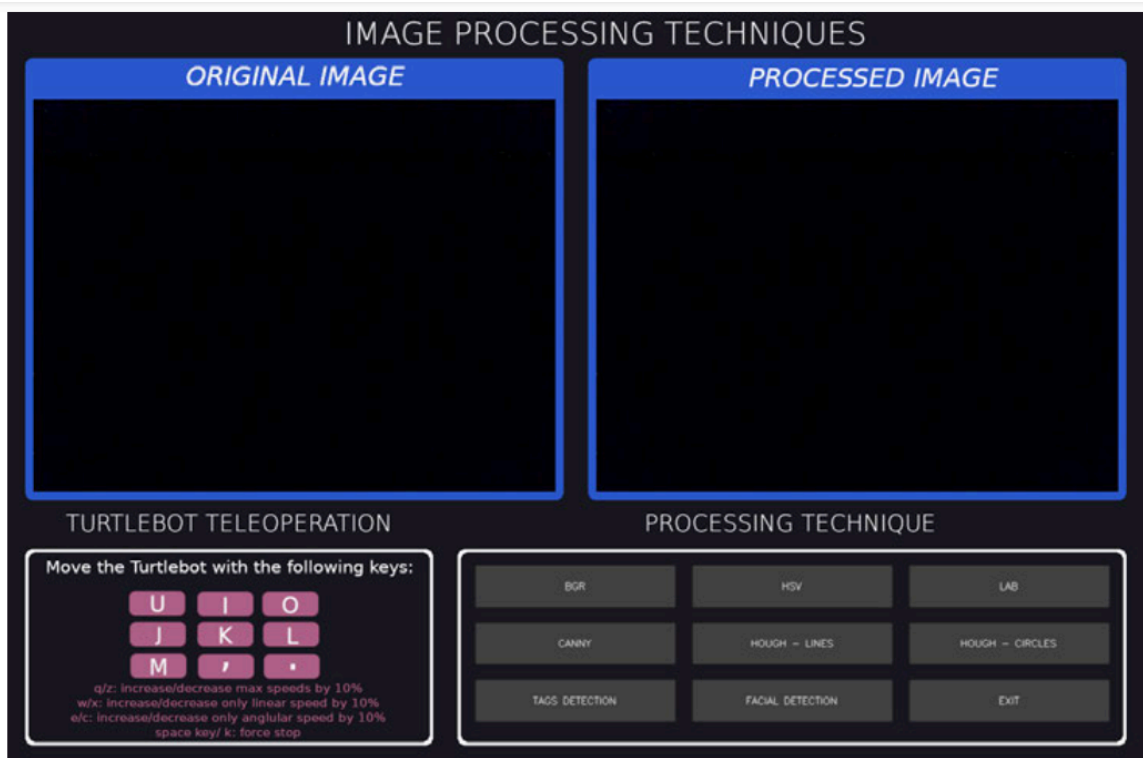 IMAGE PROCESSING TECHNIQUES
ORIGINAL IMAGE
PROCESSED IMAGE
TURTLEBOT TELEOPERATION
Move the Turtlebot with the following keys:
U I O
J K L
M , .
q/z: increase/decrease max speeds by 10%
w/x: increase/decrease only linear speed by 10%
e/c: increase/decrease only anglular speed by 10%
space key/ k: force stop
PROCESSING TECHNIQUE
BGR HSV LAB
CANNY HOUGH - LINES HOUGH - CIRCLES
TAGS DETECTION FACIAL DETECTION EXIT